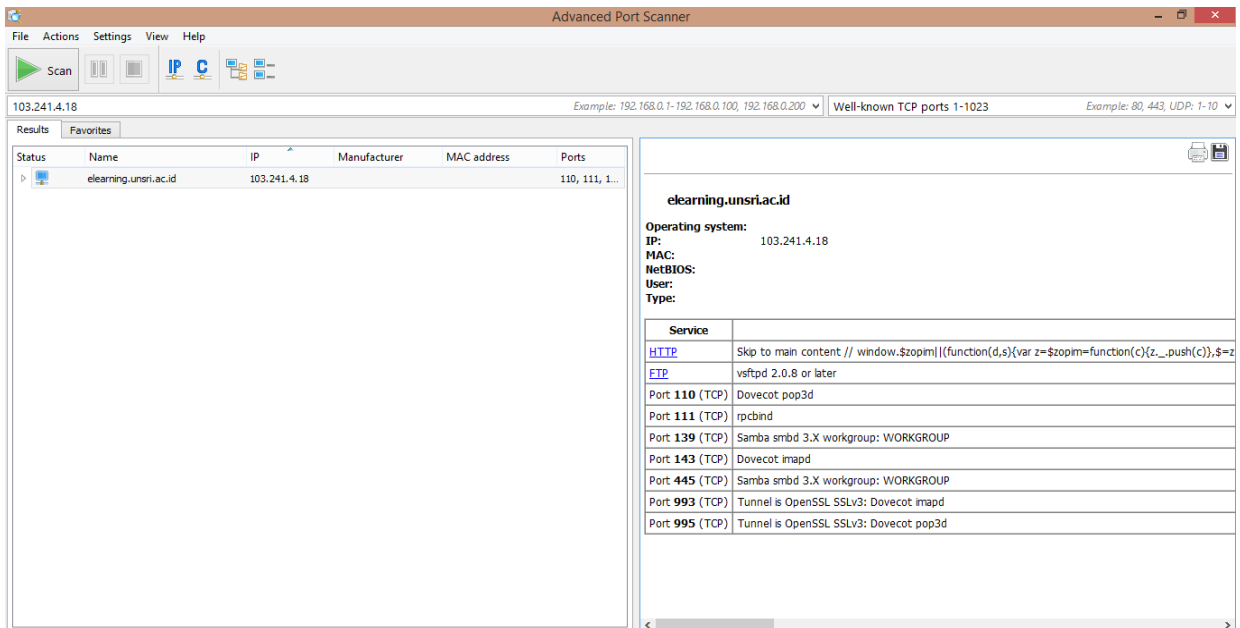 Advanced Port Scanner
File Actions Settings View Help
Scan IP C
103.241.4.18 Example: 192.168.0.1-192.168.0.100, 192.168.0.200 Well-known TCP ports 1-1023 Example: 80, 443, UDP: 1-10
Results Favorites
Status Name IP Manufacturer MAC address Ports
elearning.unsri.ac.id 103.241.4.18 110, 111, 1...
elearning.unsri.ac.id
Operating system:
IP: 103.241.4.18
MAC:
NetBIOS:
User:
Type:
Service
HTTP Skip to main content // window.$zopim||(function(d,s){var z=$zopim=function(c){z._.push(c)},$=z
FTP vsftpd 2.0.8 or later
Port 110 (TCP) Dovecot pop3d
Port 111 (TCP) rpcbind
Port 139 (TCP) Samba smbd 3.X workgroup: WORKGROUP
Port 143 (TCP) Dovecot imapd
Port 445 (TCP) Samba smbd 3.X workgroup: WORKGROUP
Port 993 (TCP) Tunnel is OpenSSL SSLv3: Dovecot imapd
Port 995 (TCP) Tunnel is OpenSSL SSLv3: Dovecot pop3d